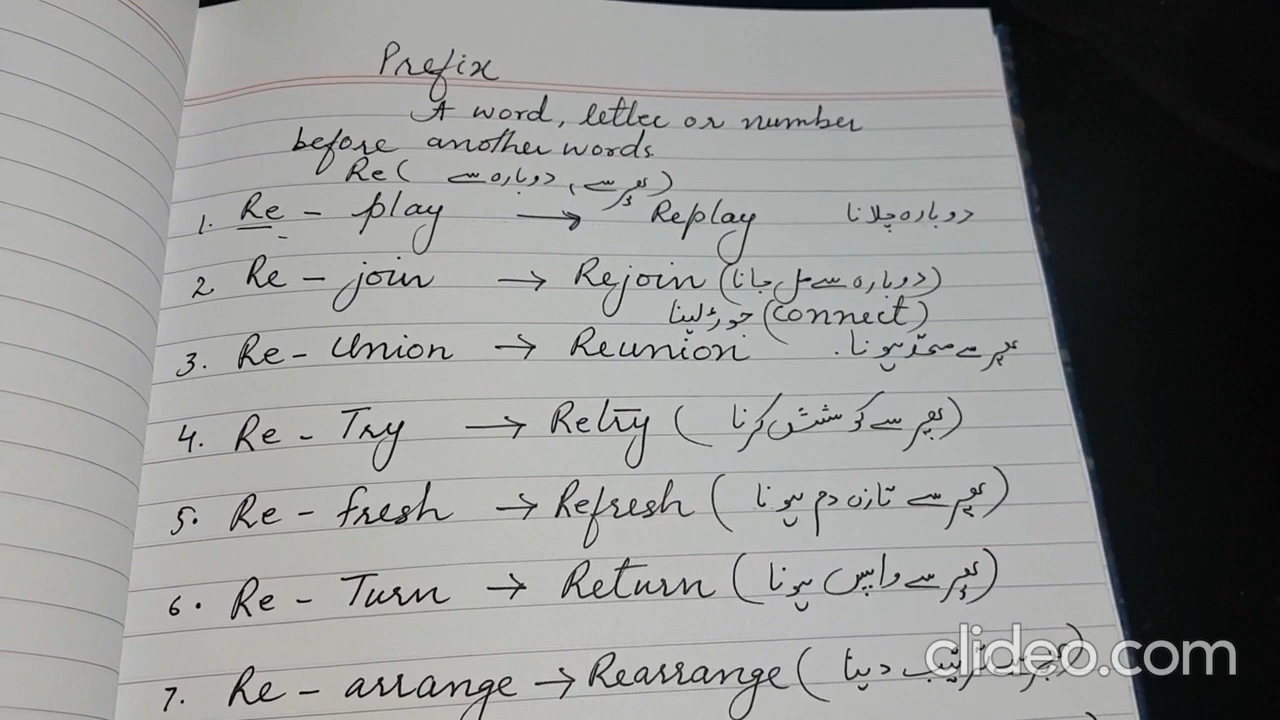 Prefix
A word, letter or number
before another words.
Re ( پھر سے , دوبارہ سے )
1. Re - play → Replay دوبارہ چلانا
2 Re - join → Rejoin (دوبارہ سے مل جانا)
جوڑ لینا (connect)
3. Re - Union → Reunion پھر سے متحد ہونا .
4. Re - Try → Retry ( پھر سے کوشش کرنا )
5. Re - fresh → Refresh ( پھر سے تازہ دم ہونا )
6. Re - Turn → Return ( پھر سے واپس ہونا )
7. Re - arrange → Rearrange ( ترتیب دینا )
clideo.com